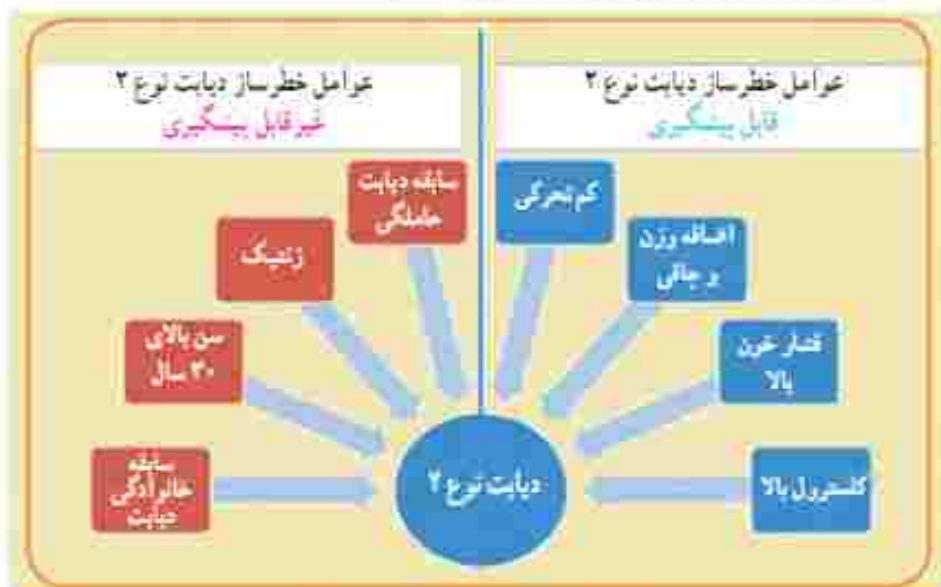 عوامل خطرساز دیابت نوع ۲
قابل پیشگیری
عوامل خطرساز دیابت نوع ۲
غیرقابل پیشگیری
کم تحرکی
اضافه وزن
و چاقی
فشار خون
بالا
کلسترول بالا
سابقه دیابت
حاملگی
ژنتیک
سن بالای
۳۰ سال
سابقه
خانوادگی
دیابت
دیابت نوع ۲